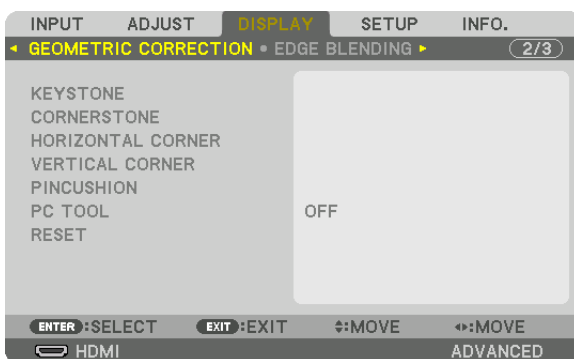 INPUT ADJUST DISPLAY SETUP INFO.
◂ GEOMETRIC CORRECTION • EDGE BLENDING ▸ 2/3
KEYSTONE
CORNERSTONE
HORIZONTAL CORNER
VERTICAL CORNER
PINCUSHION
PC TOOL OFF
RESET
ENTER :SELECT EXIT :EXIT :MOVE :MOVE
HDMI ADVANCED